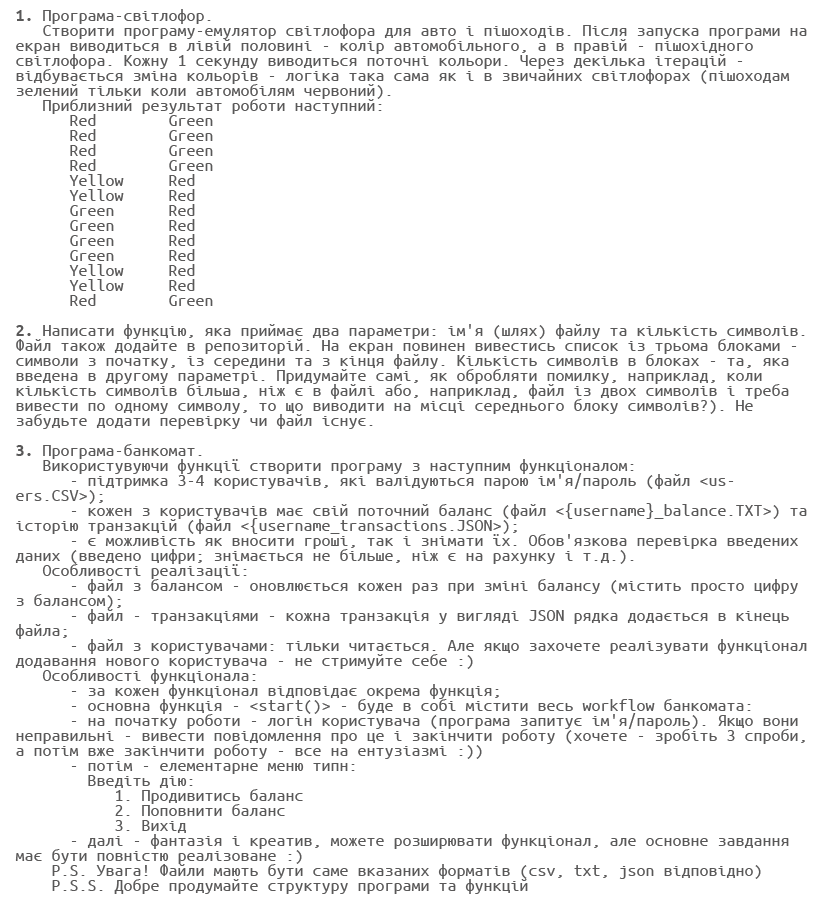 1. Програма-світлофор.
Створити програму-емулятор світлофора для авто і пішоходів. Після запуска програми на
екран виводиться в лівій половині - колір автомобільного, а в правій - пішохідного
світлофора. Кожну 1 секунду виводиться поточні кольори. Через декілька ітерацій -
відбувається зміна кольорів - логіка така сама як і в звичайних світлофорах (пішоходам
зелений тільки коли автомобілям червоний).
Приблизний результат роботи наступний:
Red Green
Red Green
Red Green
Red Green
Yellow Red
Yellow Red
Green Red
Green Red
Green Red
Green Red
Yellow Red
Yellow Red
Red Green
2. Написати функцію, яка приймає два параметри: ім'я (шлях) файлу та кількість символів.
Файл також додайте в репозиторій. На екран повинен вивестись список із трьома блоками -
символи з початку, із середини та з кінця файлу. Кількість символів в блоках - та, яка
введена в другому параметрі. Придумайте самі, як обробляти помилку, наприклад, коли
кількість символів більша, ніж є в файлі або, наприклад, файл із двох символів і треба
вивести по одному символу, то що виводити на місці середнього блоку символів?). Не
забудьте додати перевірку чи файл існує.
3. Програма-банкомат.
Використувуючи функції створити програму з наступним функціоналом:
- підтримка 3-4 користувачів, які валідуються парою ім'я/пароль (файл <us-
ers.CSV>);
- кожен з користувачів має свій поточний баланс (файл <{username}_balance.TXT>) та
історію транзакцій (файл <{username_transactions.JSON>);
- є можливість як вносити гроші, так і знімати їх. Обов'язкова перевірка введених
даних (введено цифри; знімається не більше, ніж є на рахунку і т.д.).
Особливості реалізації:
- файл з балансом - оновлюється кожен раз при зміні балансу (містить просто цифру
з балансом);
- файл - транзакціями - кожна транзакція у вигляді JSON рядка додається в кінець
файла;
- файл з користувачами: тільки читається. Але якщо захочете реалізувати функціонал
додавання нового користувача - не стримуйте себе :)
Особливості функціонала:
- за кожен функціонал відповідає окрема функція;
- основна функція - <start()> - буде в собі містити весь workflow банкомата:
- на початку роботи - логін користувача (програма запитує ім'я/пароль). Якщо вони
неправильні - вивести повідомлення про це і закінчити роботу (хочете - зробіть 3 спроби,
а потім вже закінчити роботу - все на ентузіазмі :))
- потім - елементарне меню типн:
Введіть дію:
1. Продивитись баланс
2. Поповнити баланс
3. Вихід
- далі - фантазія і креатив, можете розширювати функціонал, але основне завдання
має бути повністю реалізоване :)
P.S. Увага! Файли мають бути саме вказаних форматів (csv, txt, json відповідно)
P.S.S. Добре продумайте структуру програми та функцій